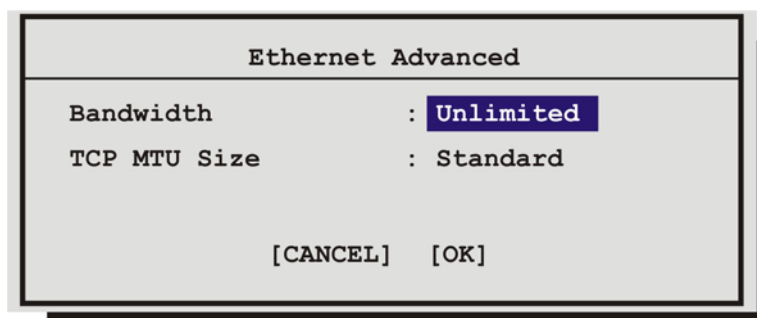 Ethernet Advanced
Bandwidth : Unlimited
TCP MTU Size : Standard
[CANCEL] [OK]